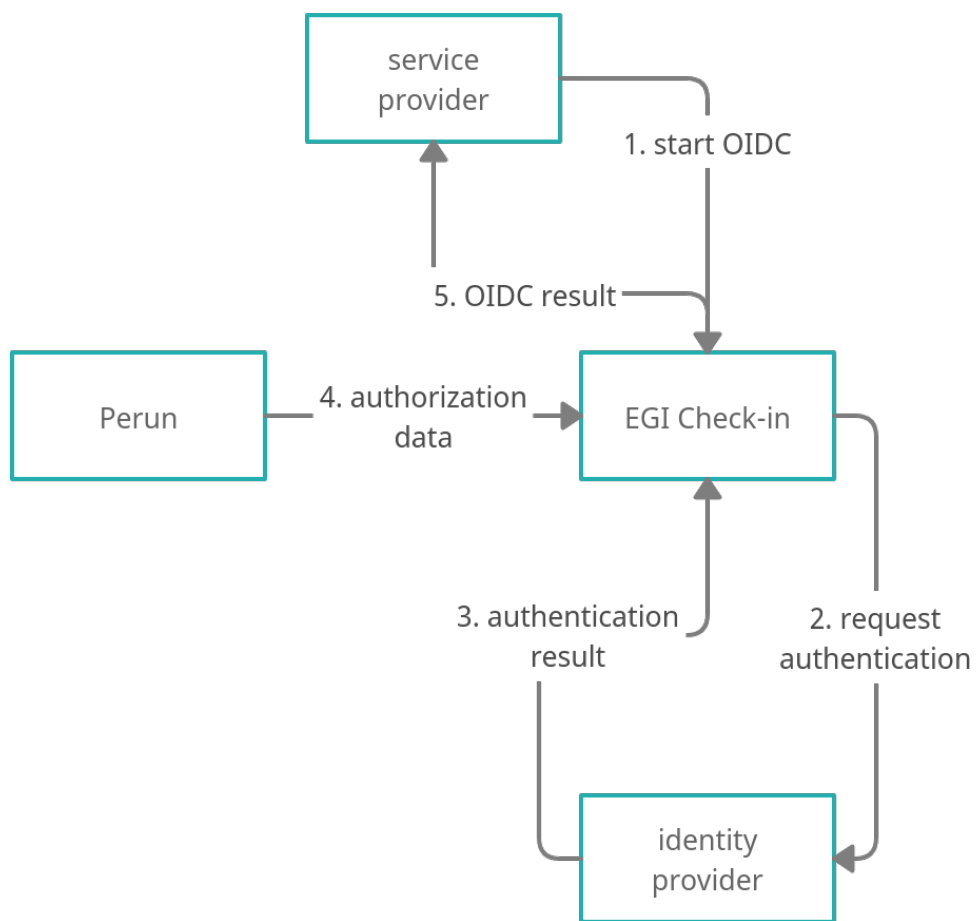 service
provider
1. start OIDC
5. OIDC result
Perun
4. authorization
data
EGI Check-in
3. authentication
result
2. request
authentication
identity
provider